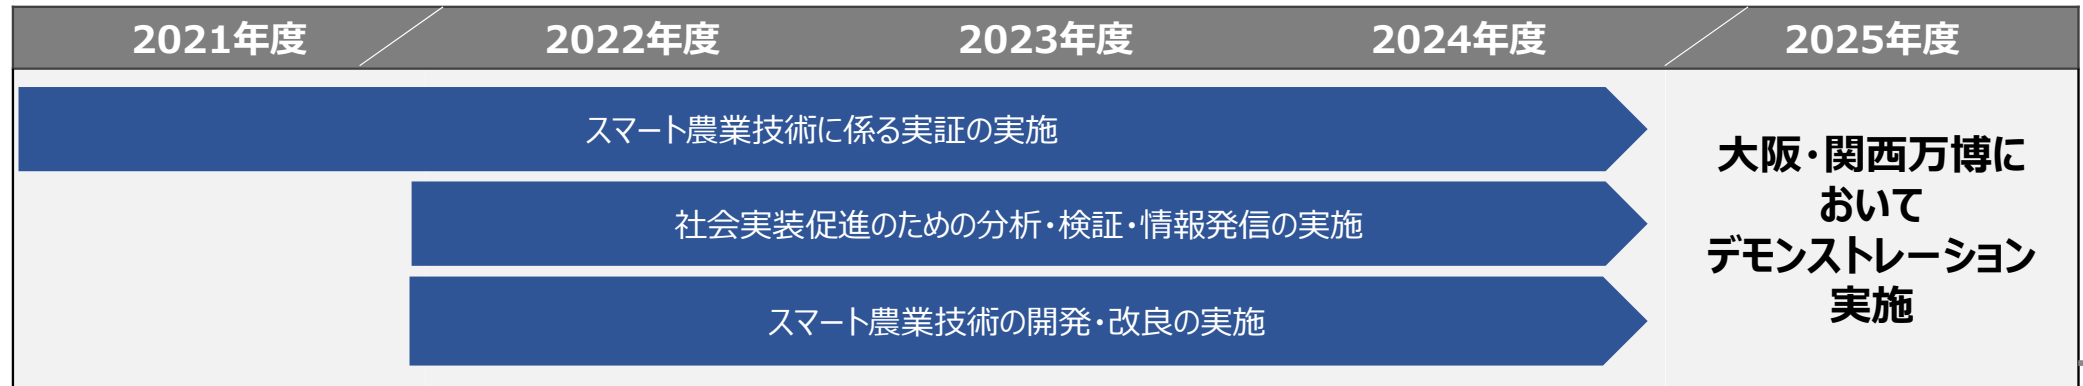 2021年度 2022年度 2023年度 2024年度 2025年度
スマート農業技術に係る実証の実施
社会実装促進のための分析・検証・情報発信の実施
スマート農業技術の開発・改良の実施
大阪・関西万博に
おいて
デモンストレーション
実施